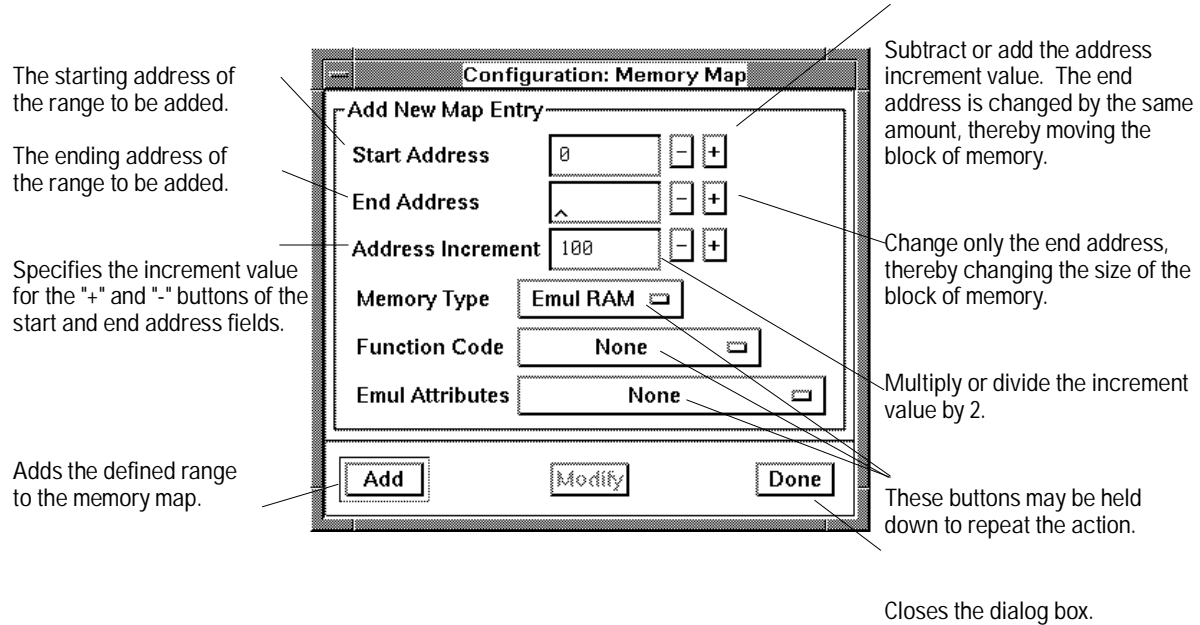 The starting address of
the range to be added.
The ending address of
the range to be added.
Specifies the increment value
for the "+" and "-" buttons of the
start and end address fields.
Adds the defined range
to the memory map.
Configuration: Memory Map
Add New Map Entry
Start Address 0 - +
End Address ^ - +
Address Increment 100 - +
Memory Type Emul RAM
Function Code None
Emul Attributes None
Add Modify Done
Subtract or add the address
increment value. The end
address is changed by the same
amount, thereby moving the
block of memory.
Change only the end address,
thereby changing the size of the
block of memory.
Multiply or divide the increment
value by 2.
These buttons may be held
down to repeat the action.
Closes the dialog box.